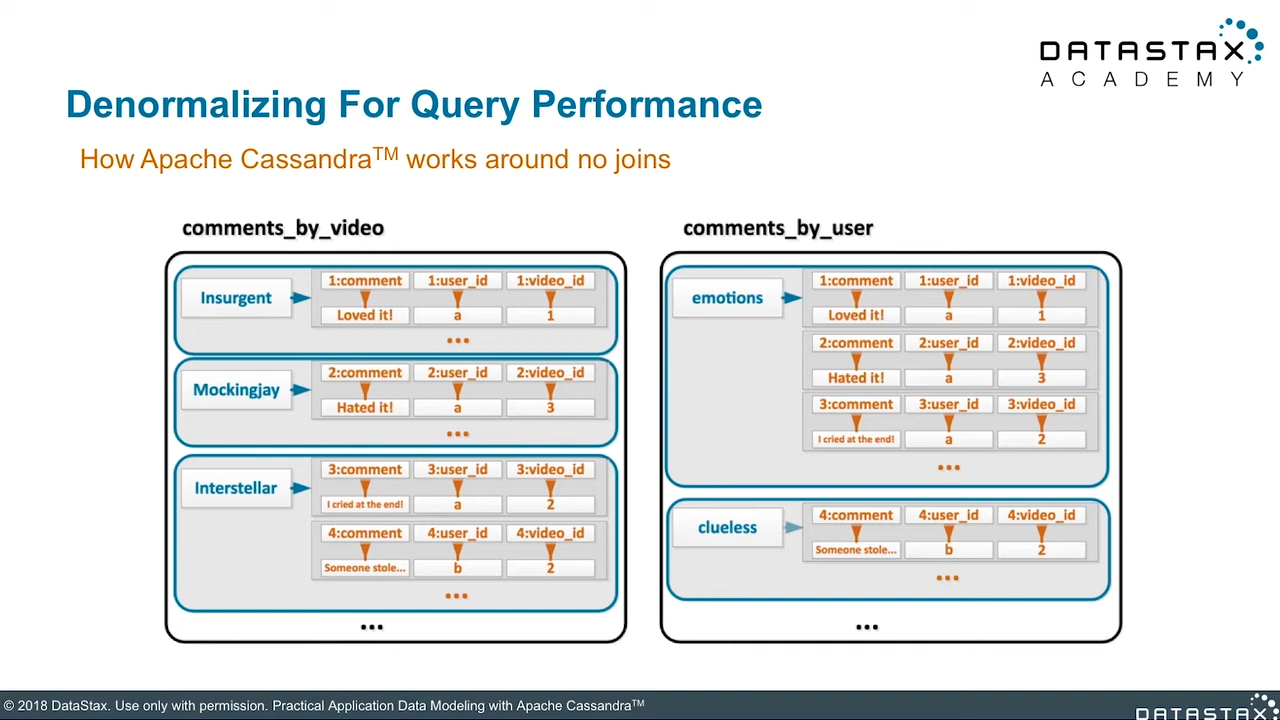 DATASTAX
ACADEMY
Denormalizing For Query Performance
How Apache Cassandra™ works around no joins
comments_by_video
Insurgent
1:comment 1:user_id 1:video_id
Loved it! a 1
...
Mockingjay
2:comment 2:user_id 2:video_id
Hated it! a 3
...
Interstellar
3:comment 3:user_id 3:video_id
I cried at the end! a 2
4:comment 4:user_id 4:video_id
Someone stole... b 2
...
...
comments_by_user
emotions
1:comment 1:user_id 1:video_id
Loved it! a 1
2:comment 2:user_id 2:video_id
Hated it! a 3
3:comment 3:user_id 3:video_id
I cried at the end! a 2
...
clueless
4:comment 4:user_id 4:video_id
Someone stole... b 2
...
...
© 2018 DataStax. Use only with permission. Practical Application Data Modeling with Apache Cassandra™
DATASTAX